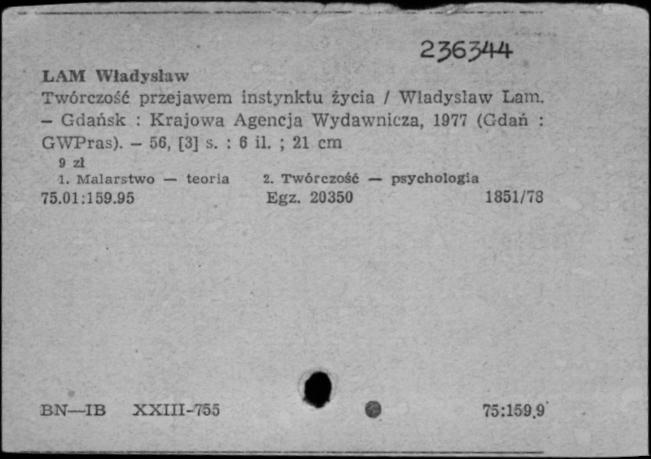 236344
LAM Władysław
Twórczość przejawem instynktu życia / Władysław Lam.
— Gdańsk : Krajowa Agencja Wydawnicza, 1977 (Gdań :
GWPras). — 56, [3] s. : 6 il. ; 21 cm
9 zł
1. Malarstwo — teoria 2. Twórczość — psychologia
75.01:159.95 Egz. 20350 1851/78
BN—IB XXIII-755 75:159.9